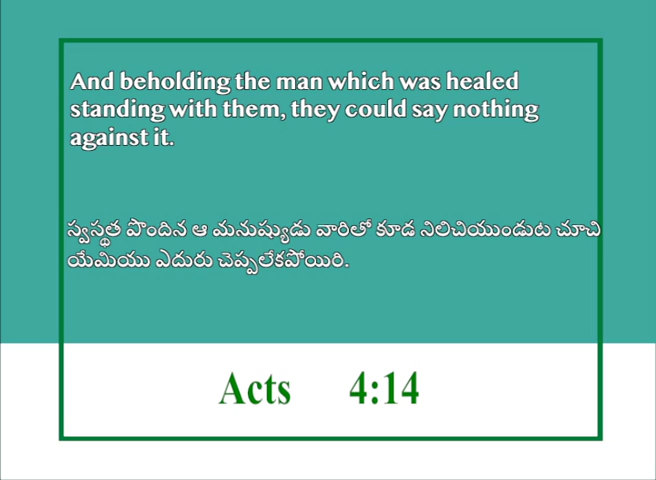 And beholding the man which was healed
standing with them, they could say nothing
against it.
స్వస్థత పొందిన ఆ మనుష్యుడు వారిలో కూడ నిలిచియుండుట చూచి
యేమియు ఎదురు చెప్పలేకపోయిరి.
Acts 4:14